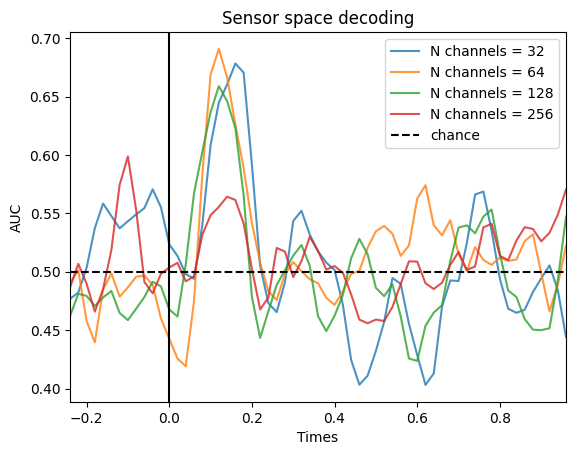 Sensor space decoding
N channels = 32
N channels = 64
N channels = 128
N channels = 256
chance
AUC
0.70
0.65
0.60
0.55
0.50
0.45
0.40
−0.2
0.0
0.2
0.4
0.6
0.8
Times